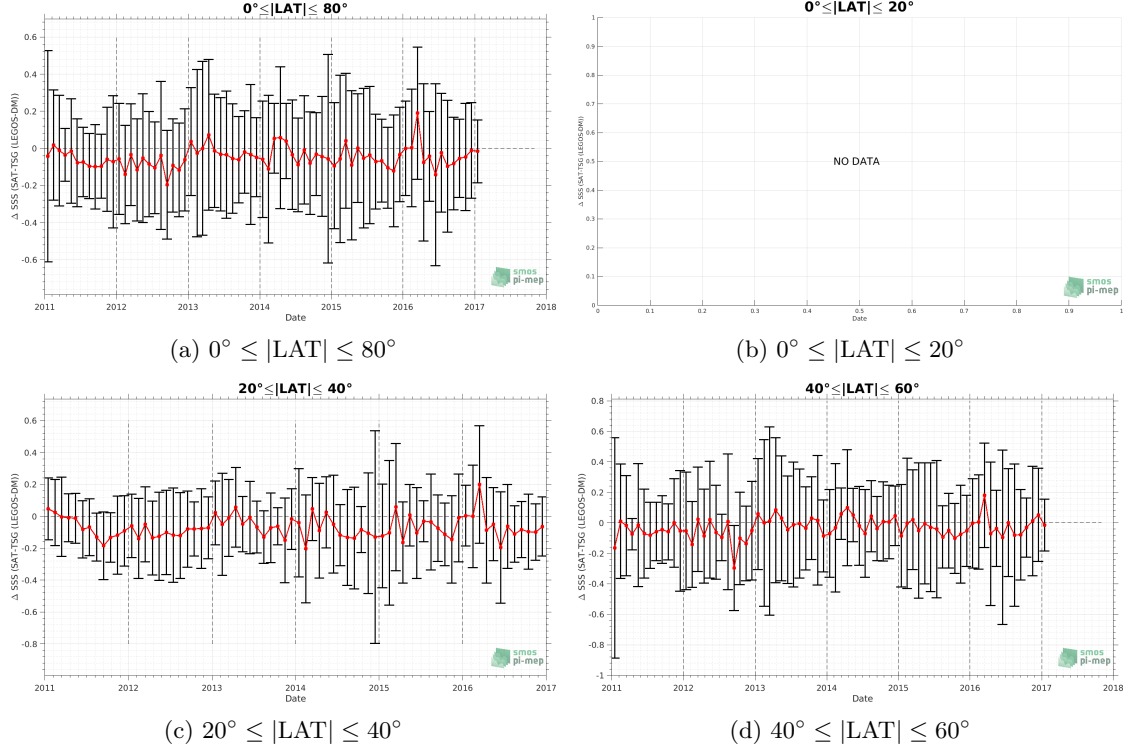 0°≤|LAT|≤ 80°
Δ SSS (SAT-TSG (LEGOS-DM))
0.6
0.4
0.2
0
-0.2
-0.4
-0.6
2011 2012 2013 2014 2015 2016 2017 2018
Date
smos
pi-mep
(a) 0° ≤ |LAT| ≤ 80°
0°≤|LAT|≤ 20°
Δ SSS (SAT-TSG (LEGOS-DM))
1
0.9
0.8
0.7
0.6
0.5
0.4
0.3
0.2
0.1
0
NO DATA
0 0.1 0.2 0.3 0.4 0.5 0.6 0.7 0.8 0.9 1
Date
smos
pi-mep
(b) 0° ≤ |LAT| ≤ 20°
20°≤|LAT|≤ 40°
Δ SSS (SAT-TSG (LEGOS-DM))
0.6
0.4
0.2
0
-0.2
-0.4
-0.6
-0.8
2011 2012 2013 2014 2015 2016 2017
Date
smos
pi-mep
(c) 20° ≤ |LAT| ≤ 40°
40°≤|LAT|≤ 60°
Δ SSS (SAT-TSG (LEGOS-DM))
0.8
0.6
0.4
0.2
0
-0.2
-0.4
-0.6
-0.8
-1
2011 2012 2013 2014 2015 2016 2017 2018
Date
smos
pi-mep
(d) 40° ≤ |LAT| ≤ 60°